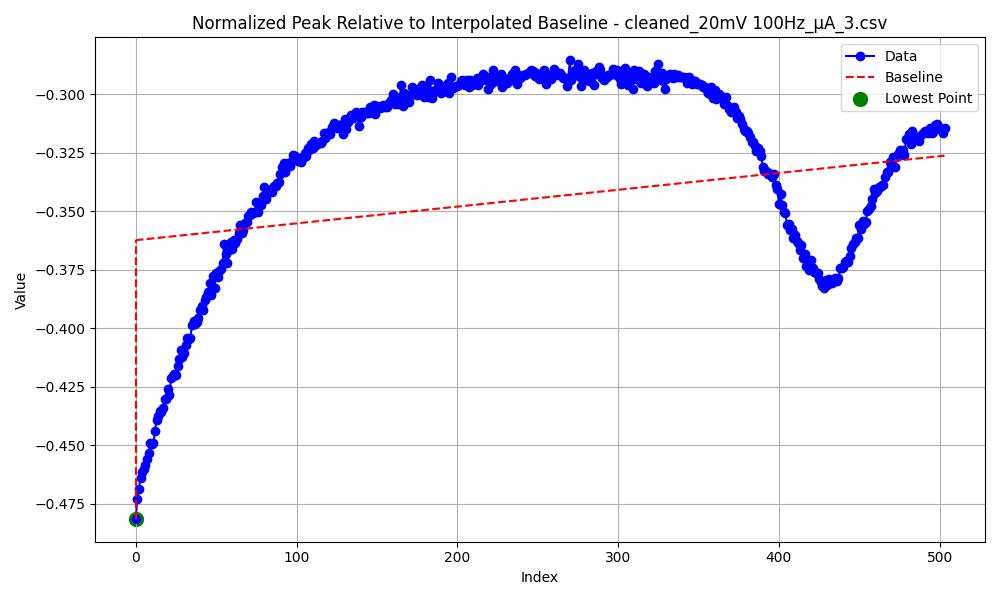 Normalized Peak Relative to Interpolated Baseline - cleaned_20mV 100Hz_μA_3.csv
Data
Baseline
Lowest Point
Value
−0.300
−0.325
−0.350
−0.375
−0.400
−0.425
−0.450
−0.475
0 100 200 300 400 500
Index